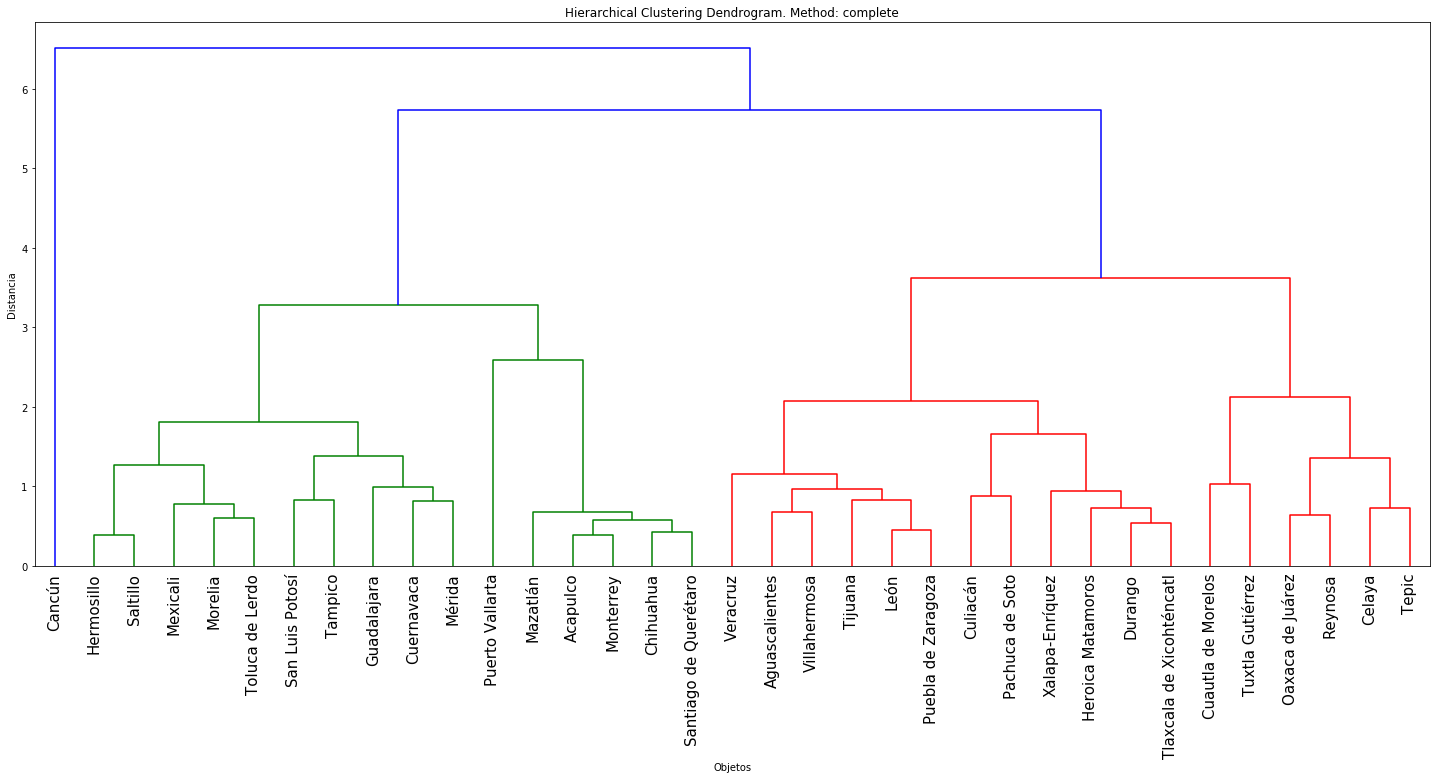 Hierarchical Clustering Dendrogram. Method: complete
Distancia
6
5
4
3
2
1
0
Cancún
Hermosillo
Saltillo
Mexicali
Morelia
Toluca de Lerdo
San Luis Potosí
Tampico
Guadalajara
Cuernavaca
Mérida
Puerto Vallarta
Mazatlán
Acapulco
Monterrey
Chihuahua
Santiago de Querétaro
Veracruz
Aguascalientes
Villahermosa
Tijuana
León
Puebla de Zaragoza
Culiacán
Pachuca de Soto
Xalapa-Enríquez
Heroica Matamoros
Durango
Tlaxcala de Xicohténcatl
Cuautla de Morelos
Tuxtla Gutiérrez
Oaxaca de Juárez
Reynosa
Celaya
Tepic
Objetos